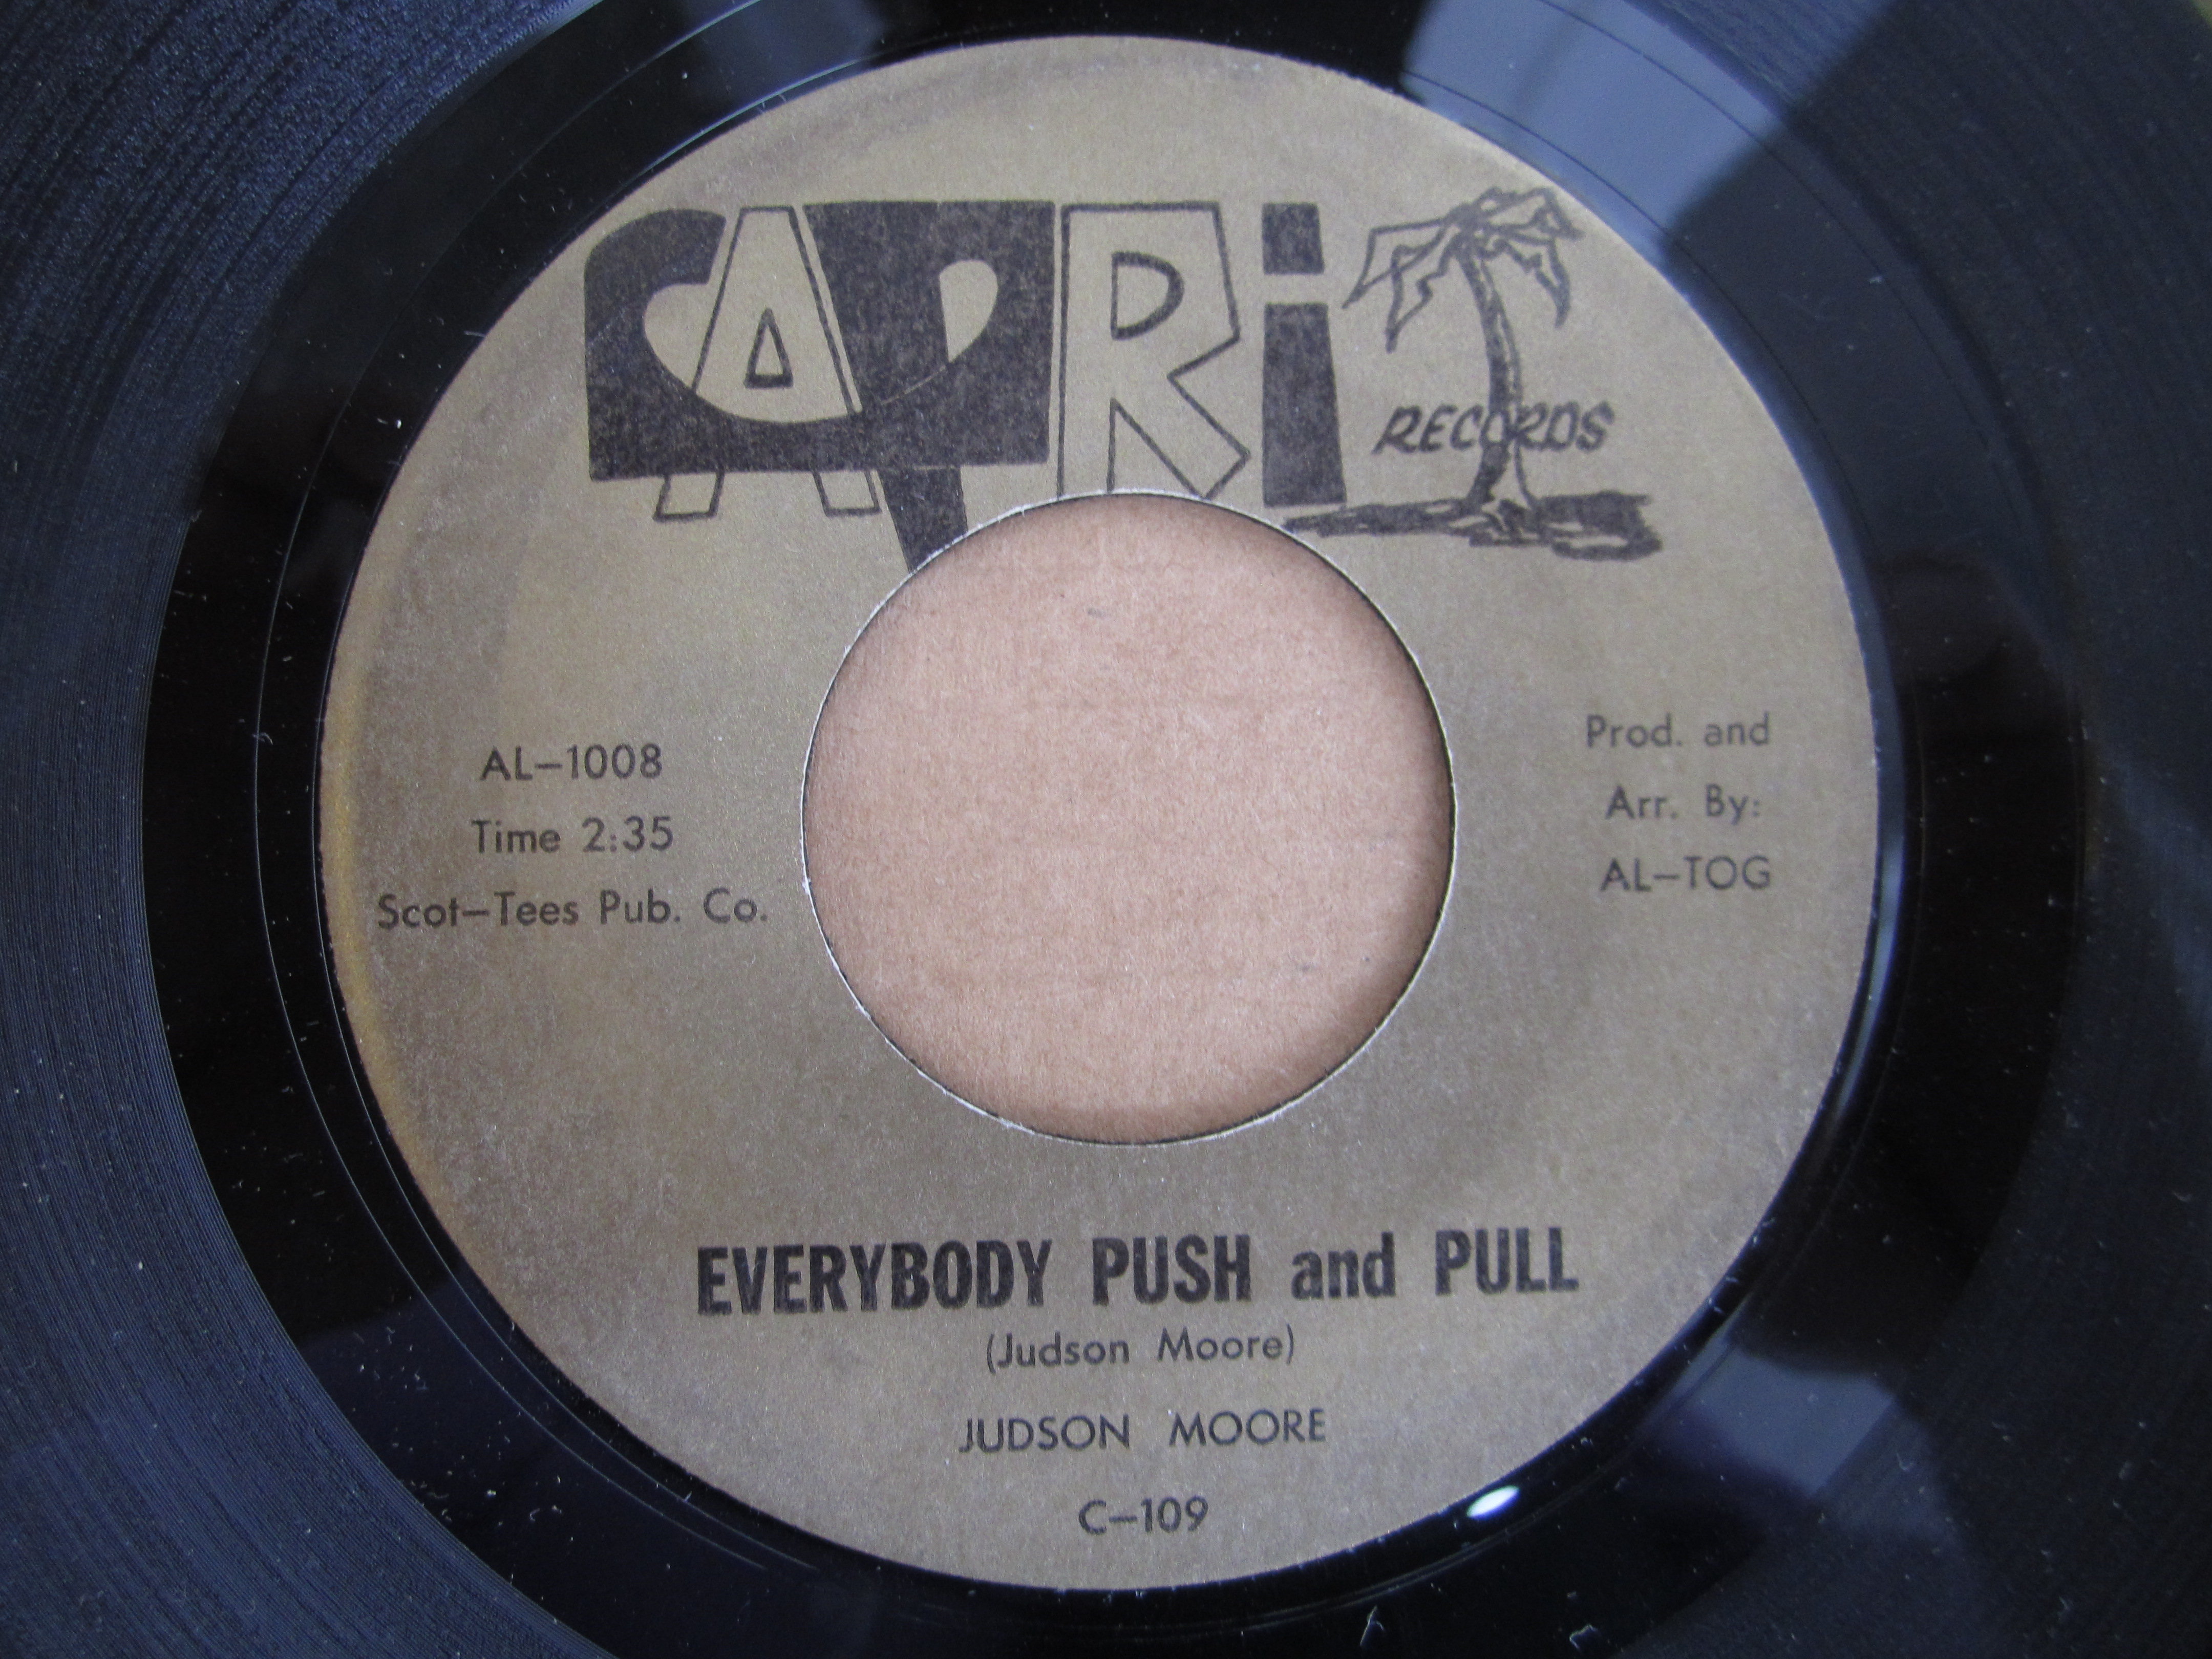 CAPRi
RECORDS
AL-1008
Time 2:35
Scot-Tees Pub. Co.
Prod. and
Arr. By:
AL-TOG
EVERYBODY PUSH and PULL
(Judson Moore)
JUDSON MOORE
C-109